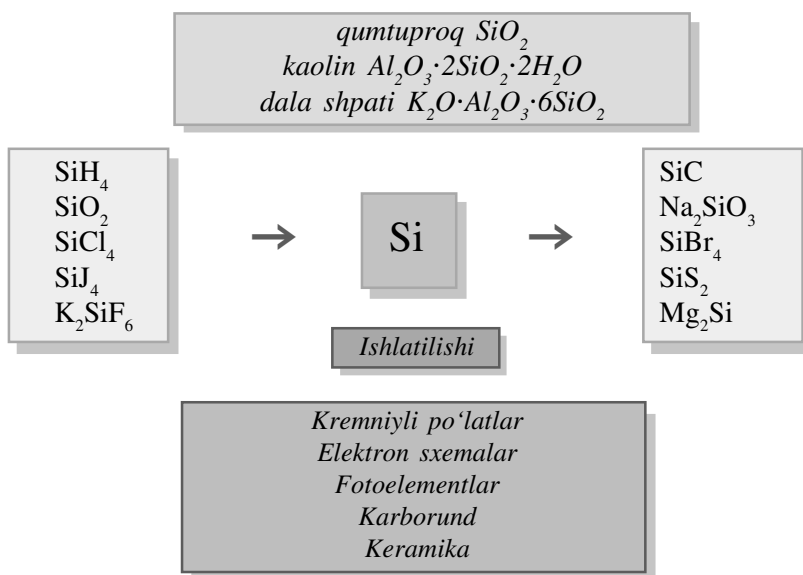 qumtuproq SiO₂
kaolin Al₂O₃·2SiO₂·2H₂O
dala shpati K₂O·Al₂O₃·6SiO₂
SiH₄
SiO₂
SiCl₄
SiJ₄
K₂SiF₆
→
Si
→
SiC
Na₂SiO₃
SiBr₄
SiS₂
Mg₂Si
Ishlatilishi
Kremniyli po‘latlar
Elektron sxemalar
Fotoelementlar
Karborund
Keramika